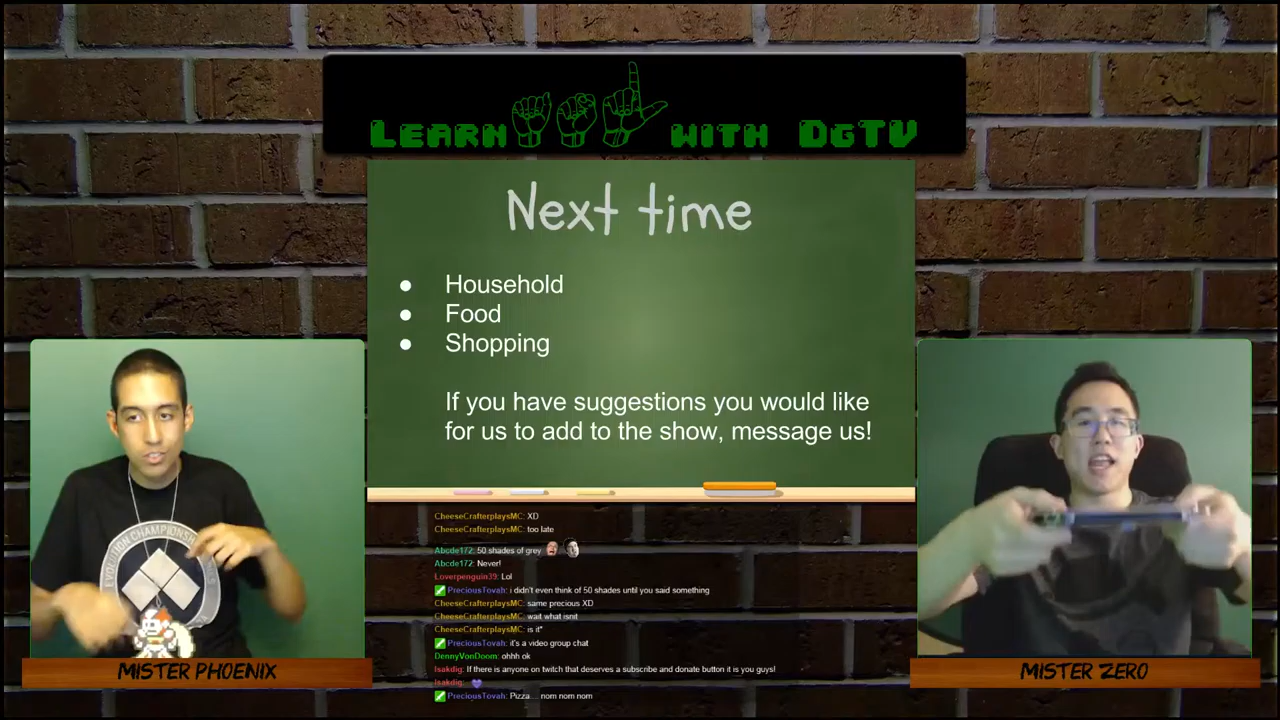 LEARN ASL WITH DGTV
Next time
● Household
● Food
● Shopping
If you have suggestions you would like
for us to add to the show, message us!
EVOLUTION CHAMPIONSHIP
CheeseCrafterplaysMC: XD
CheeseCrafterplaysMC: too late
Abcde172: 50 shades of grey
Abcde172: Never!
Loverpenguin39: Lol
PreciousTovah: i didn't even think of 50 shades until you said something
CheeseCrafterplaysMC: same precious XD
CheeseCrafterplaysMC: wait what isnit
CheeseCrafterplaysMC: is it*
PreciousTovah: it's a video group chat
DennyVonDoom: ohhh ok
Isakdig: If there is anyone on twitch that deserves a subscribe and donate button it is you guys!
Isakdig:
PreciousTovah: Pizza... nom nom nom
MISTER PHOENIX
MISTER ZERO